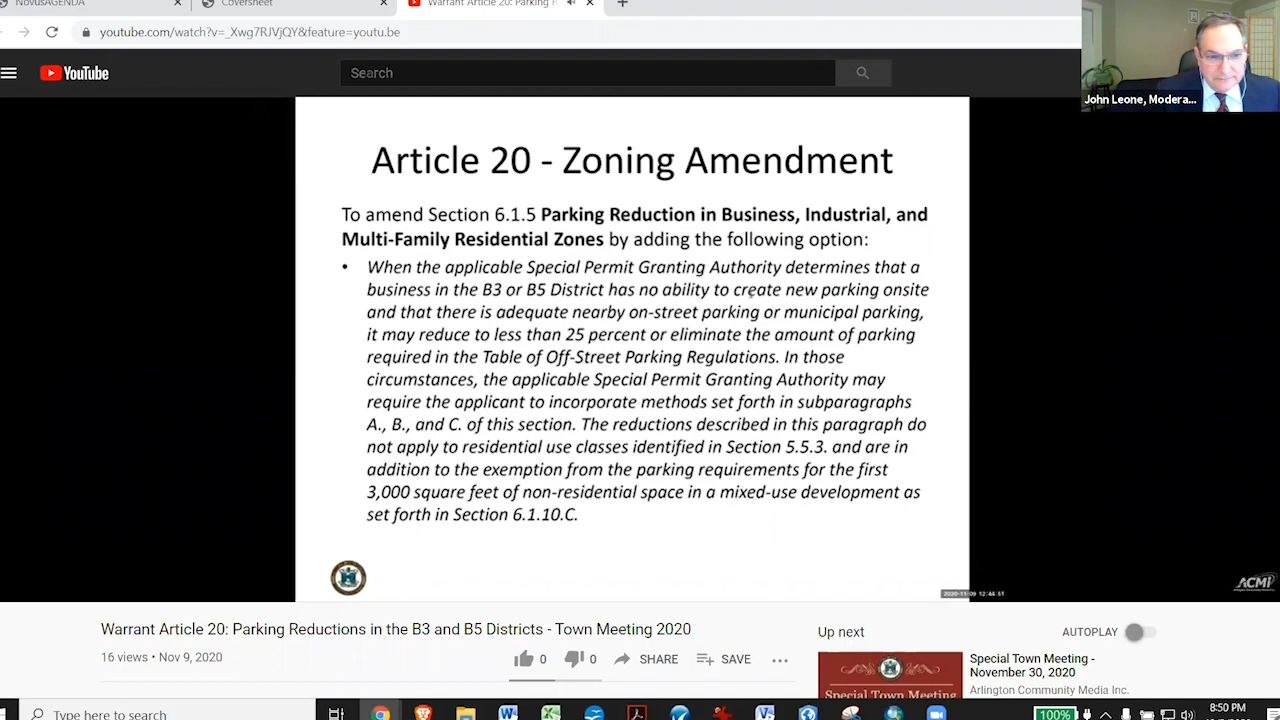 NovusAGENDA
Coversheet
Warrant Article 20: Parking R
youtube.com/watch?v=_Xwg7RJVjQY&feature=youtu.be
John Leone, Modera...
YouTube
Search
Article 20 - Zoning Amendment
To amend Section 6.1.5 Parking Reduction in Business, Industrial, and
Multi-Family Residential Zones by adding the following option:
• When the applicable Special Permit Granting Authority determines that a
business in the B3 or B5 District has no ability to create new parking onsite
and that there is adequate nearby on-street parking or municipal parking,
it may reduce to less than 25 percent or eliminate the amount of parking
required in the Table of Off-Street Parking Regulations. In those
circumstances, the applicable Special Permit Granting Authority may
require the applicant to incorporate methods set forth in subparagraphs
A., B., and C. of this section. The reductions described in this paragraph do
not apply to residential use classes identified in Section 5.5.3. and are in
addition to the exemption from the parking requirements for the first
3,000 square feet of non-residential space in a mixed-use development as
set forth in Section 6.1.10.C.
ACMi
2020-11-09 12:44:51
Warrant Article 20: Parking Reductions in the B3 and B5 Districts - Town Meeting 2020
16 views • Nov 9, 2020
0
0
SHARE
SAVE
Up next
AUTOPLAY
Special Town Meeting
Special Town Meeting -
November 30, 2020
Arlington Community Media Inc.
Type here to search
100%
8:50 PM